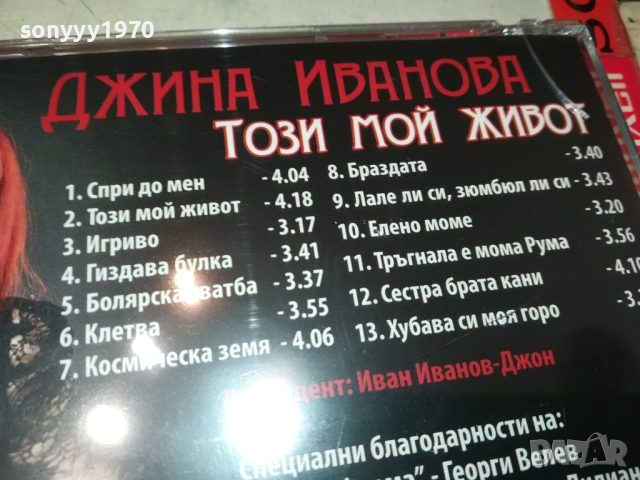 sonyyy1970
ДЖИНА ИВАНОВА
ТОЗИ МОЙ ЖИВОТ
1. Спри до мен - 4.04
2. Този мой живот - 4.18
3. Игриво - 3.17
4. Гиздава булка - 3.41
5. Болярска сватба - 3.37
6. Клетва - 3.55
7. Космическа земя - 4.06
8. Браздата - 3.40
9. Лале ли си, зюмбюл ли си - 3.43
10. Елено моме - 3.20
11. Тръгнала е мома Рума - 3.56
12. Сестра брата кани
13. Хубава си моя горо
Иван Иванов-Джон
Специални благодарности на:
- Георги Велев
BAZAR